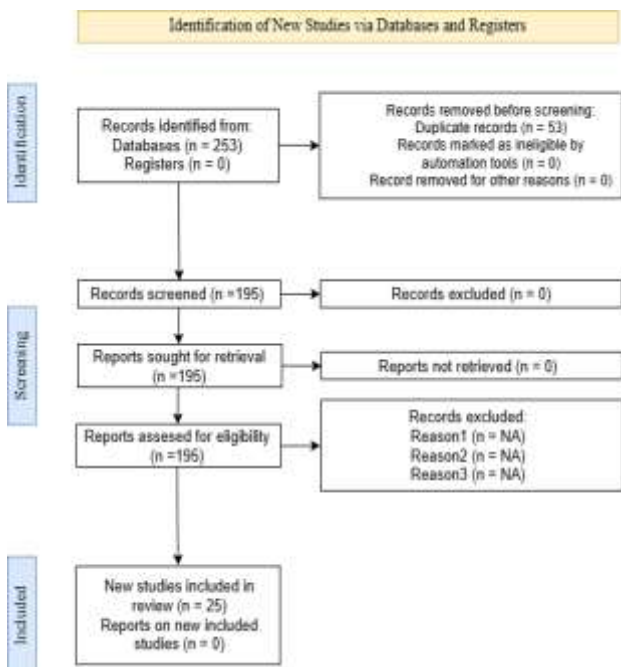 Identification of New Studies via Databases and Registers
Identification
Records identified from:
Databases (n = 253)
Registers (n = 0)
Records removed before screening:
Duplicate records (n = 53)
Records marked as ineligible by
automation tools (n = 0)
Record removed for other reasons (n = 0)
Screening
Records screened (n =195)
Records excluded (n = 0)
Reports sought for retrieval
(n =195)
Reports not retrieved (n = 0)
Reports assesed for eligibility
(n =195)
Records excluded:
Reason1 (n = NA)
Reason2 (n = NA)
Reason3 (n = NA)
Included
New studies included in
review (n = 25)
Reports on new included
studies (n = 0)